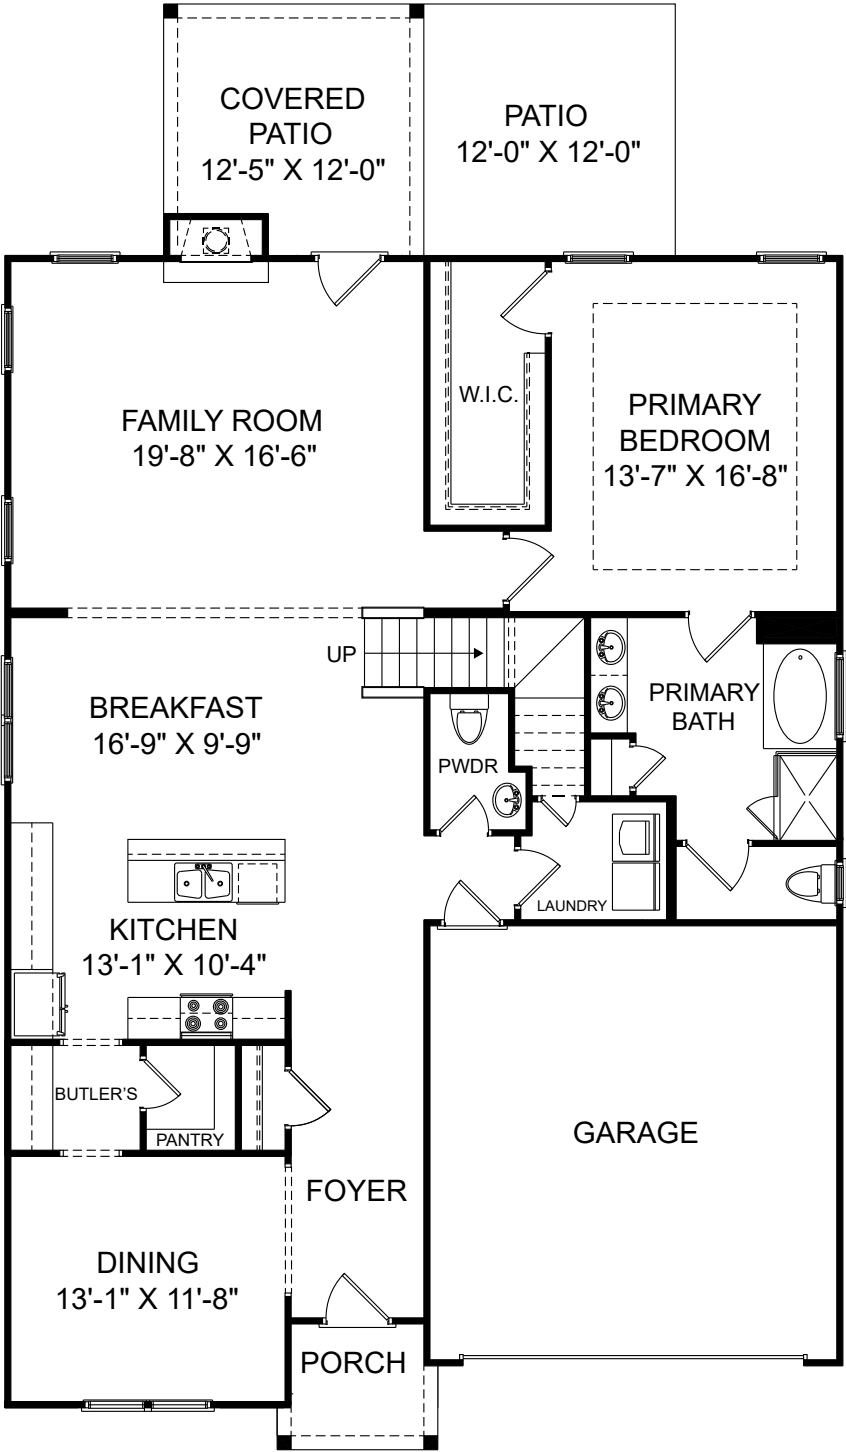 COVERED
PATIO
12'-5" X 12'-0"
PATIO
12'-0" X 12'-0"
FAMILY ROOM
19'-8" X 16'-6"
W.I.C.
PRIMARY
BEDROOM
13'-7" X 16'-8"
UP
BREAKFAST
16'-9" X 9'-9"
PRIMARY
BATH
PWDR
LAUNDRY
KITCHEN
13'-1" X 10'-4"
BUTLER'S
PANTRY
GARAGE
FOYER
DINING
13'-1" X 11'-8"
PORCH